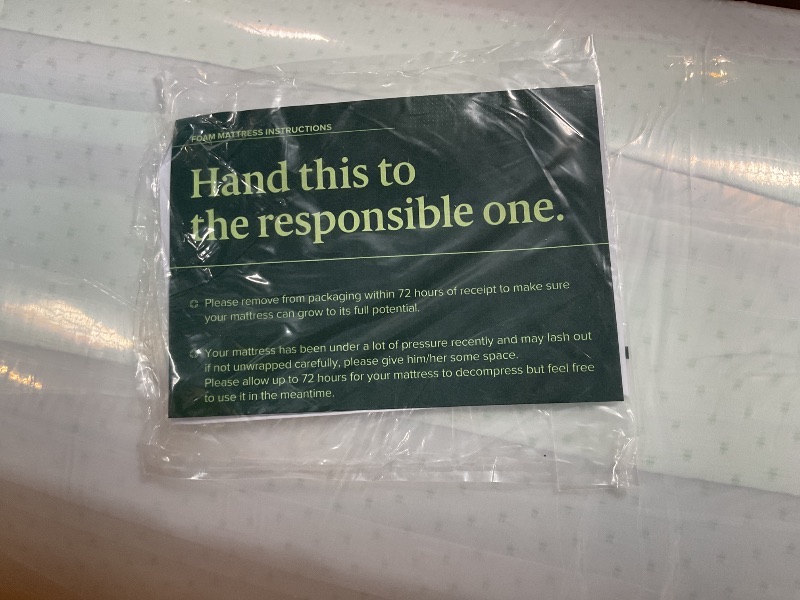 FOAM MATTRESS INSTRUCTIONS
Hand this to
the responsible one.
Please remove from packaging within 72 hours of receipt to make sure
your mattress can grow to its full potential.
Your mattress has been under a lot of pressure recently and may lash out
if not unwrapped carefully, please give him/her some space.
Please allow up to 72 hours for your mattress to decompress but feel free
to use it in the meantime.